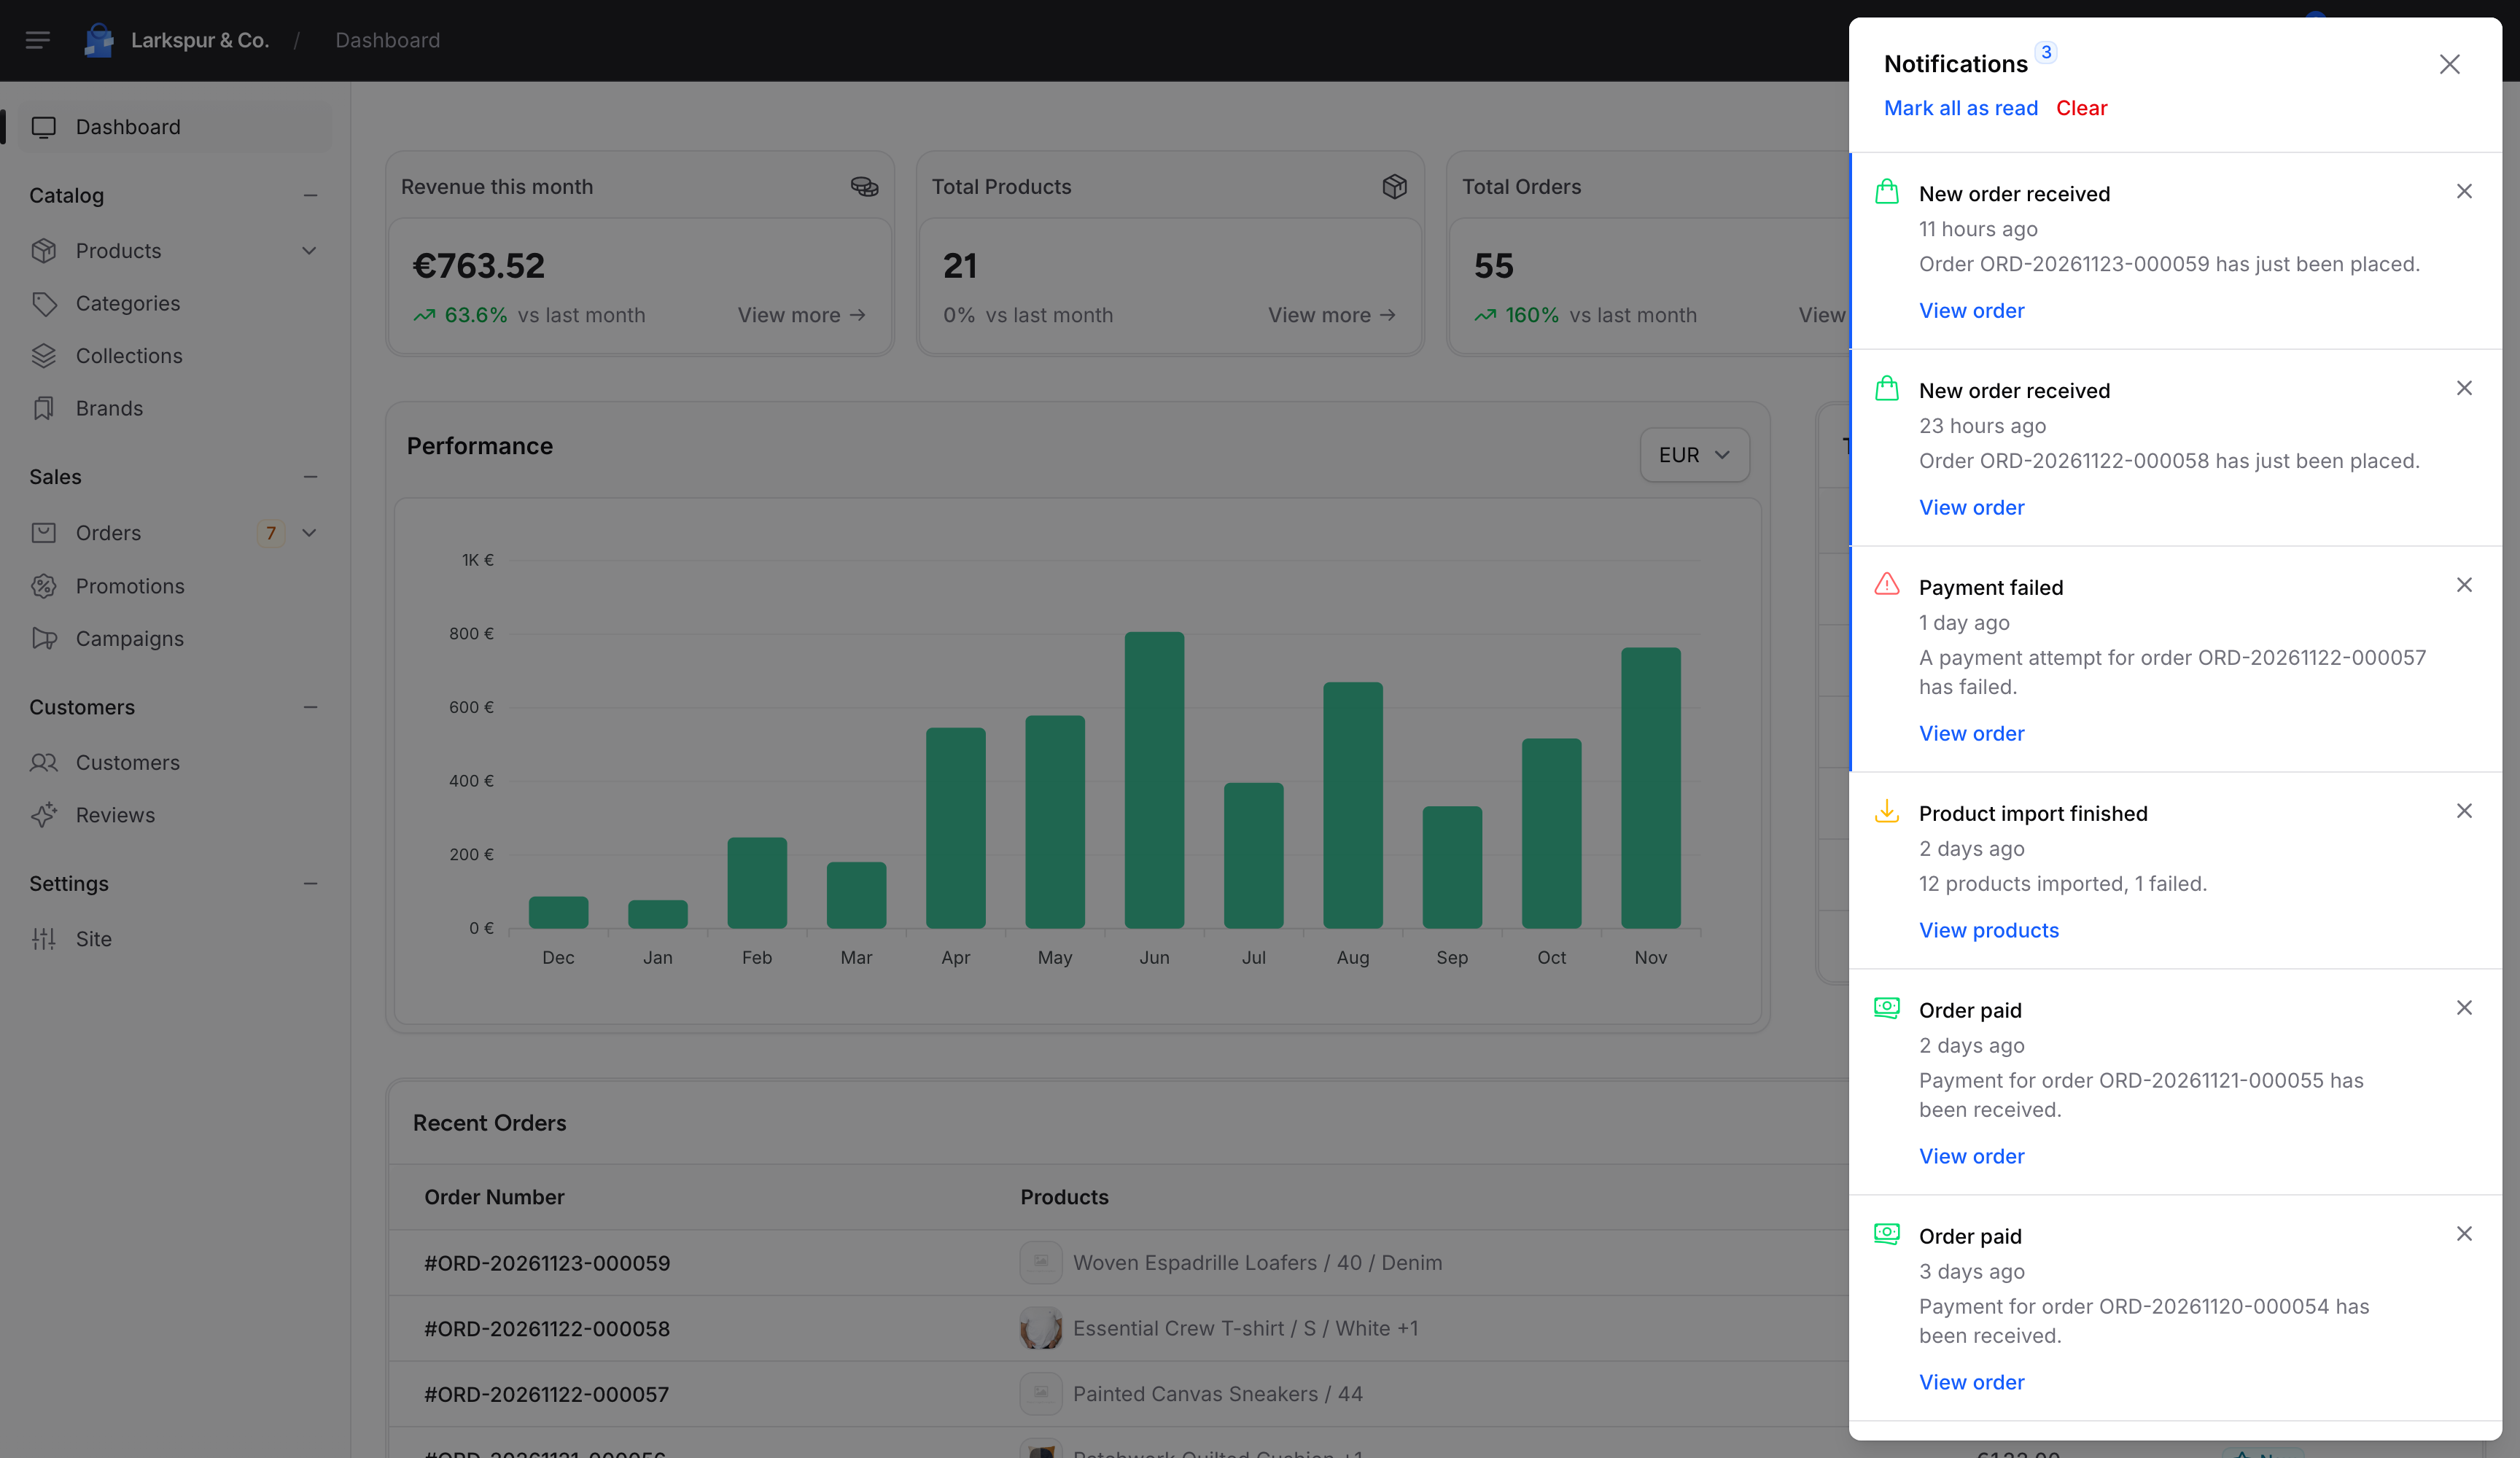 Larkspur & Co. / Dashboard
Dashboard
Catalog
Products
Categories
Collections
Brands
Sales
Orders 7
Promotions
Campaigns
Customers
Customers
Reviews
Settings
Site
Revenue this month
€763.52
63.6% vs last month View more
Total Products
21
0% vs last month View more
Total Orders
55
160% vs last month View
Performance
EUR
1K €
800 €
600 €
400 €
200 €
0 €
Dec Jan Feb Mar Apr May Jun Jul Aug Sep Oct Nov
Recent Orders
Order Number Products
#ORD-20261123-000059 Woven Espadrille Loafers / 40 / Denim
#ORD-20261122-000058 Essential Crew T-shirt / S / White +1
#ORD-20261122-000057 Painted Canvas Sneakers / 44
Notifications 3
Mark all as read Clear
New order received
11 hours ago
Order ORD-20261123-000059 has just been placed.
View order
New order received
23 hours ago
Order ORD-20261122-000058 has just been placed.
View order
Payment failed
1 day ago
A payment attempt for order ORD-20261122-000057
has failed.
View order
Product import finished
2 days ago
12 products imported, 1 failed.
View products
Order paid
2 days ago
Payment for order ORD-20261121-000055 has
been received.
View order
Order paid
3 days ago
Payment for order ORD-20261120-000054 has
been received.
View order